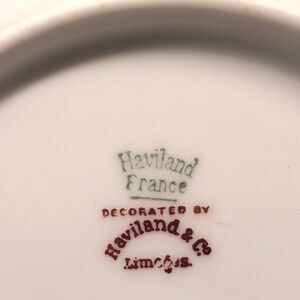 Haviland
France
DECORATED BY
Haviland & Co
Limoges.